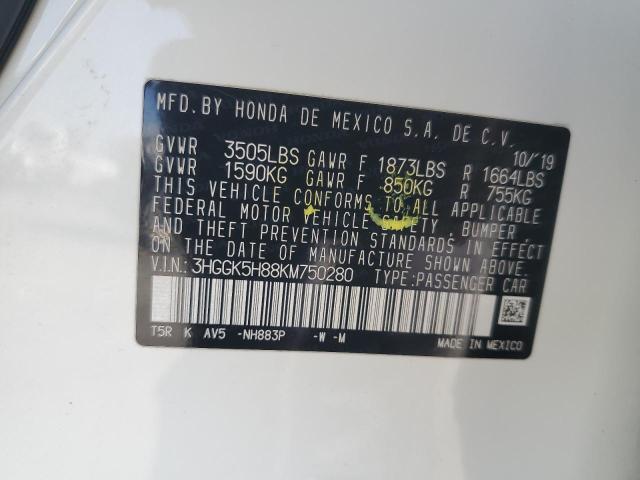 MFD. BY HONDA DE MEXICO S.A. DE C.V.
10/'19
GVWR 3505LBS GAWR F 1873LBS R 1664LBS
GVWR 1590KG GAWR F 850KG R 755KG
THIS VEHICLE CONFORMS TO ALL APPLICABLE
FEDERAL MOTOR VEHICLE SAFETY, BUMPER
AND THEFT PREVENTION STANDARDS IN EFFECT
ON THE DATE OF MANUFACTURE SHOWN ABOVE.
V.I.N.: 3HGGK5H88KM750280 TYPE:PASSENGER CAR
T5R K AV5 -NH883P -W -M
MADE IN MEXICO